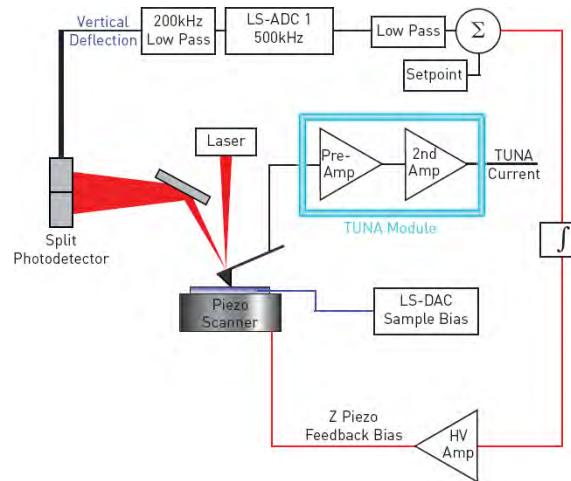 Vertical
Deflection
200kHz
Low Pass
LS-ADC 1
500kHz
Low Pass
Σ
Setpoint
Laser
Pre-
Amp
2nd
Amp
TUNA
Current
TUNA Module
Split
Photodetector
∫
Piezo
Scanner
LS-DAC
Sample Bias
Z Piezo
Feedback Bias
HV
Amp